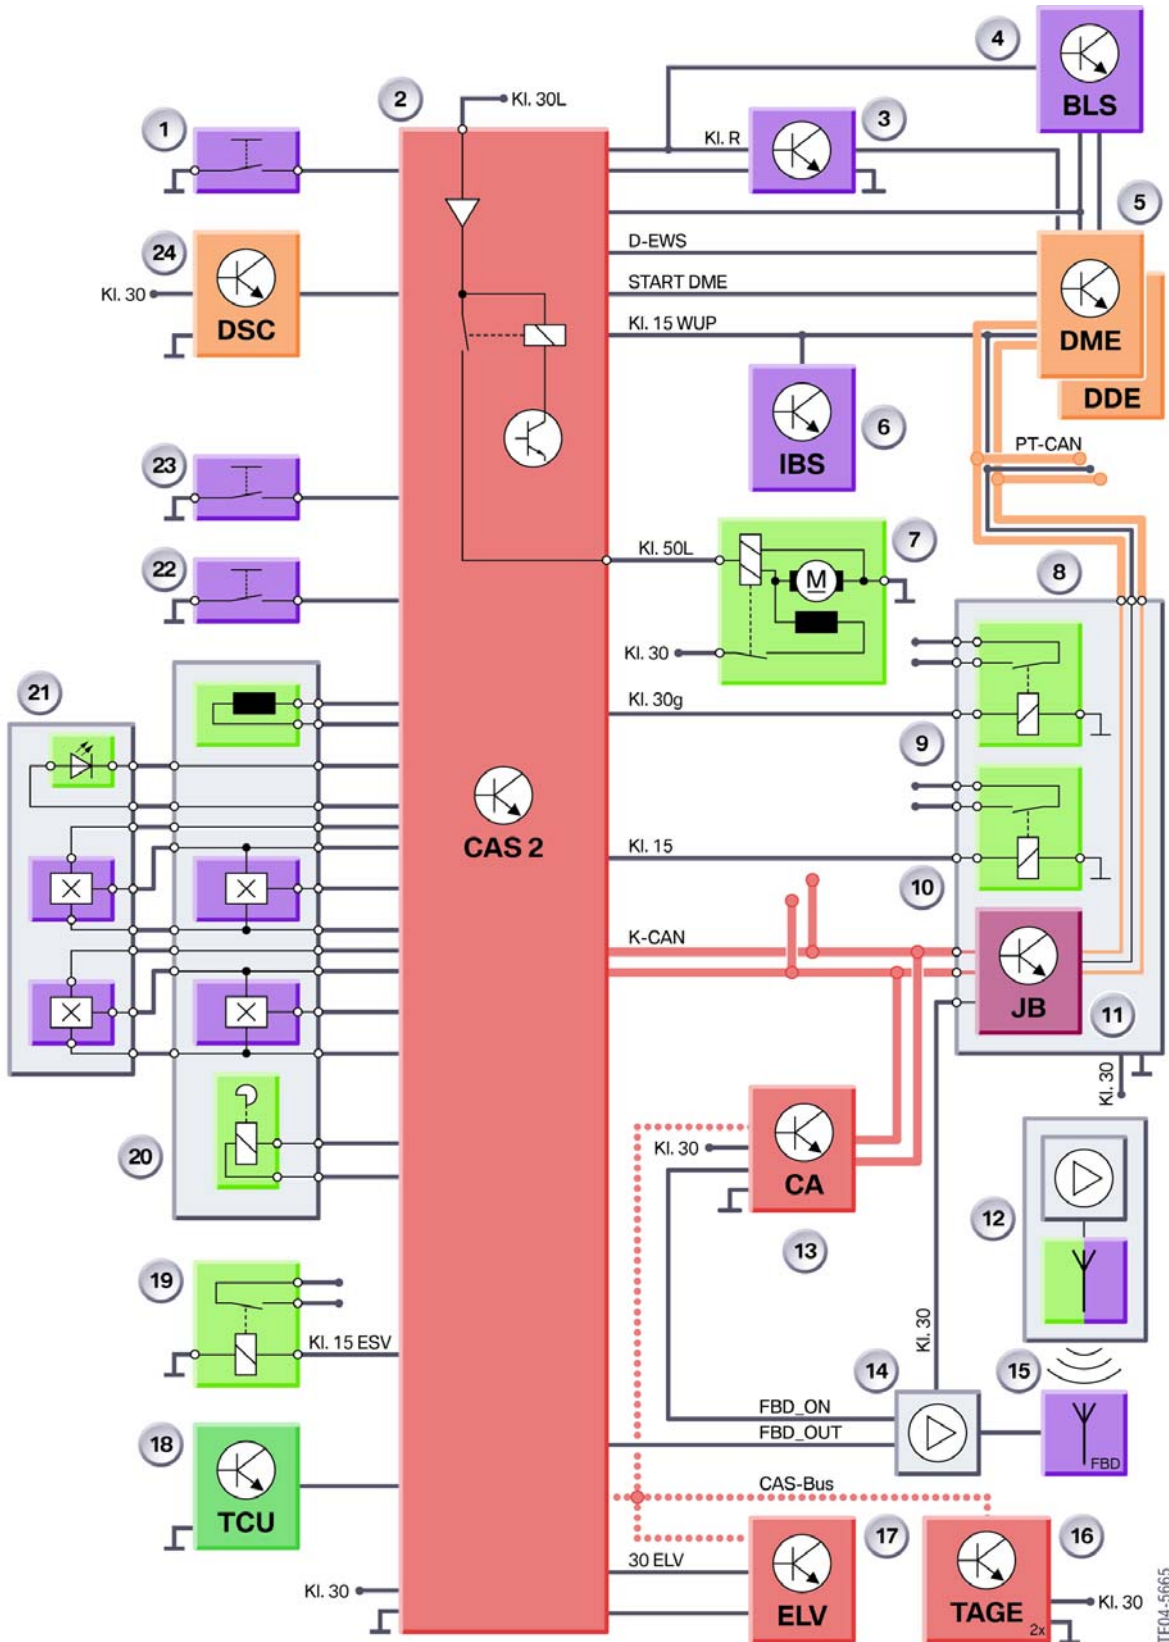 4
2
Kl. 30L
BLS
1
3
Kl. R
5
24
D-EWS
Kl. 30
START DME
DSC
Kl. 15 WUP
DME
DDE
6
23
IBS
PT-CAN
Kl. 50L
7
M
22
8
Kl. 30
21
Kl. 30g
9
CAS 2
Kl. 15
10
K-CAN
JB
11
Kl. 30
20
Kl. 30
CA
12
13
19
Kl. 30
Kl. 15 ESV
14
15
FBD_ON
FBD_OUT
18
FBD
TCU
CAS-Bus
17
16
30 ELV
Kl. 30
ELV
TAGE
2x
Kl. 30
TE04-5665